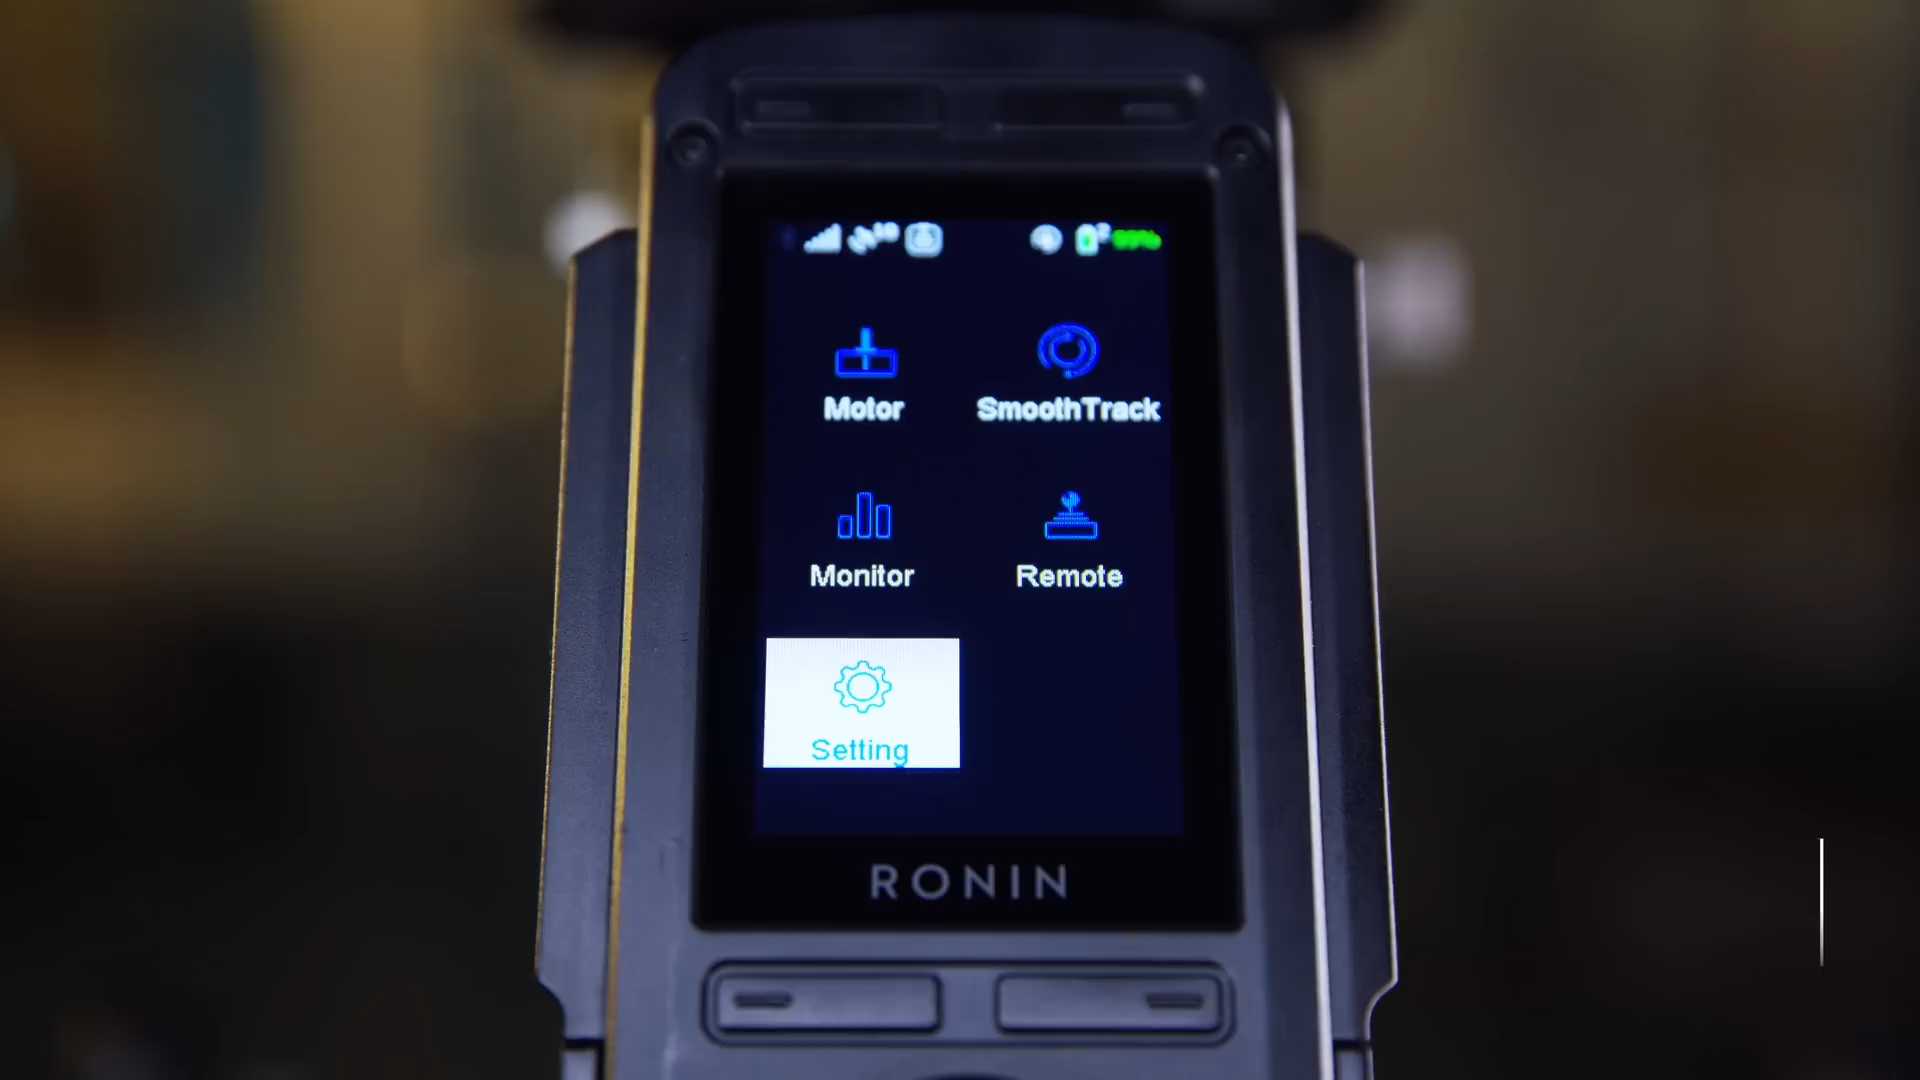 Motor
SmoothTrack
Monitor
Remote
Setting
RONIN